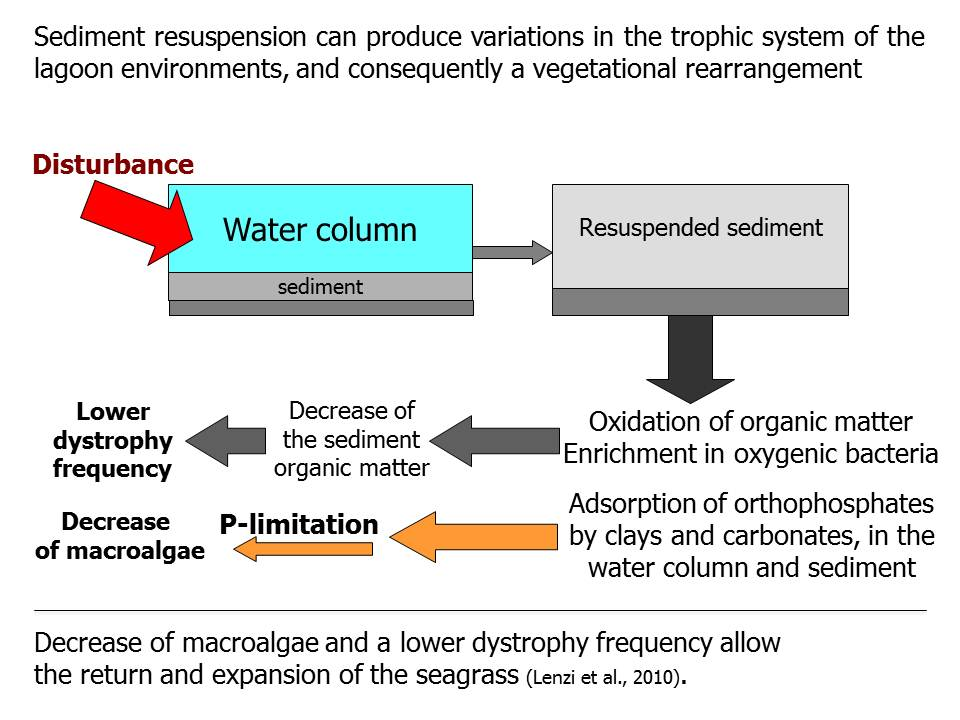 Sediment resuspension can produce variations in the trophic system of the
lagoon environments, and consequently a vegetational rearrangement
Disturbance
Water column
sediment
Resuspended sediment
Lower
dystrophy
frequency
Decrease of
the sediment
organic matter
Oxidation of organic matter
Enrichment in oxygenic bacteria
Decrease
of macroalgae
P-limitation
Adsorption of orthophosphates
by clays and carbonates, in the
water column and sediment
Decrease of macroalgae and a lower dystrophy frequency allow
the return and expansion of the seagrass (Lenzi et al., 2010).